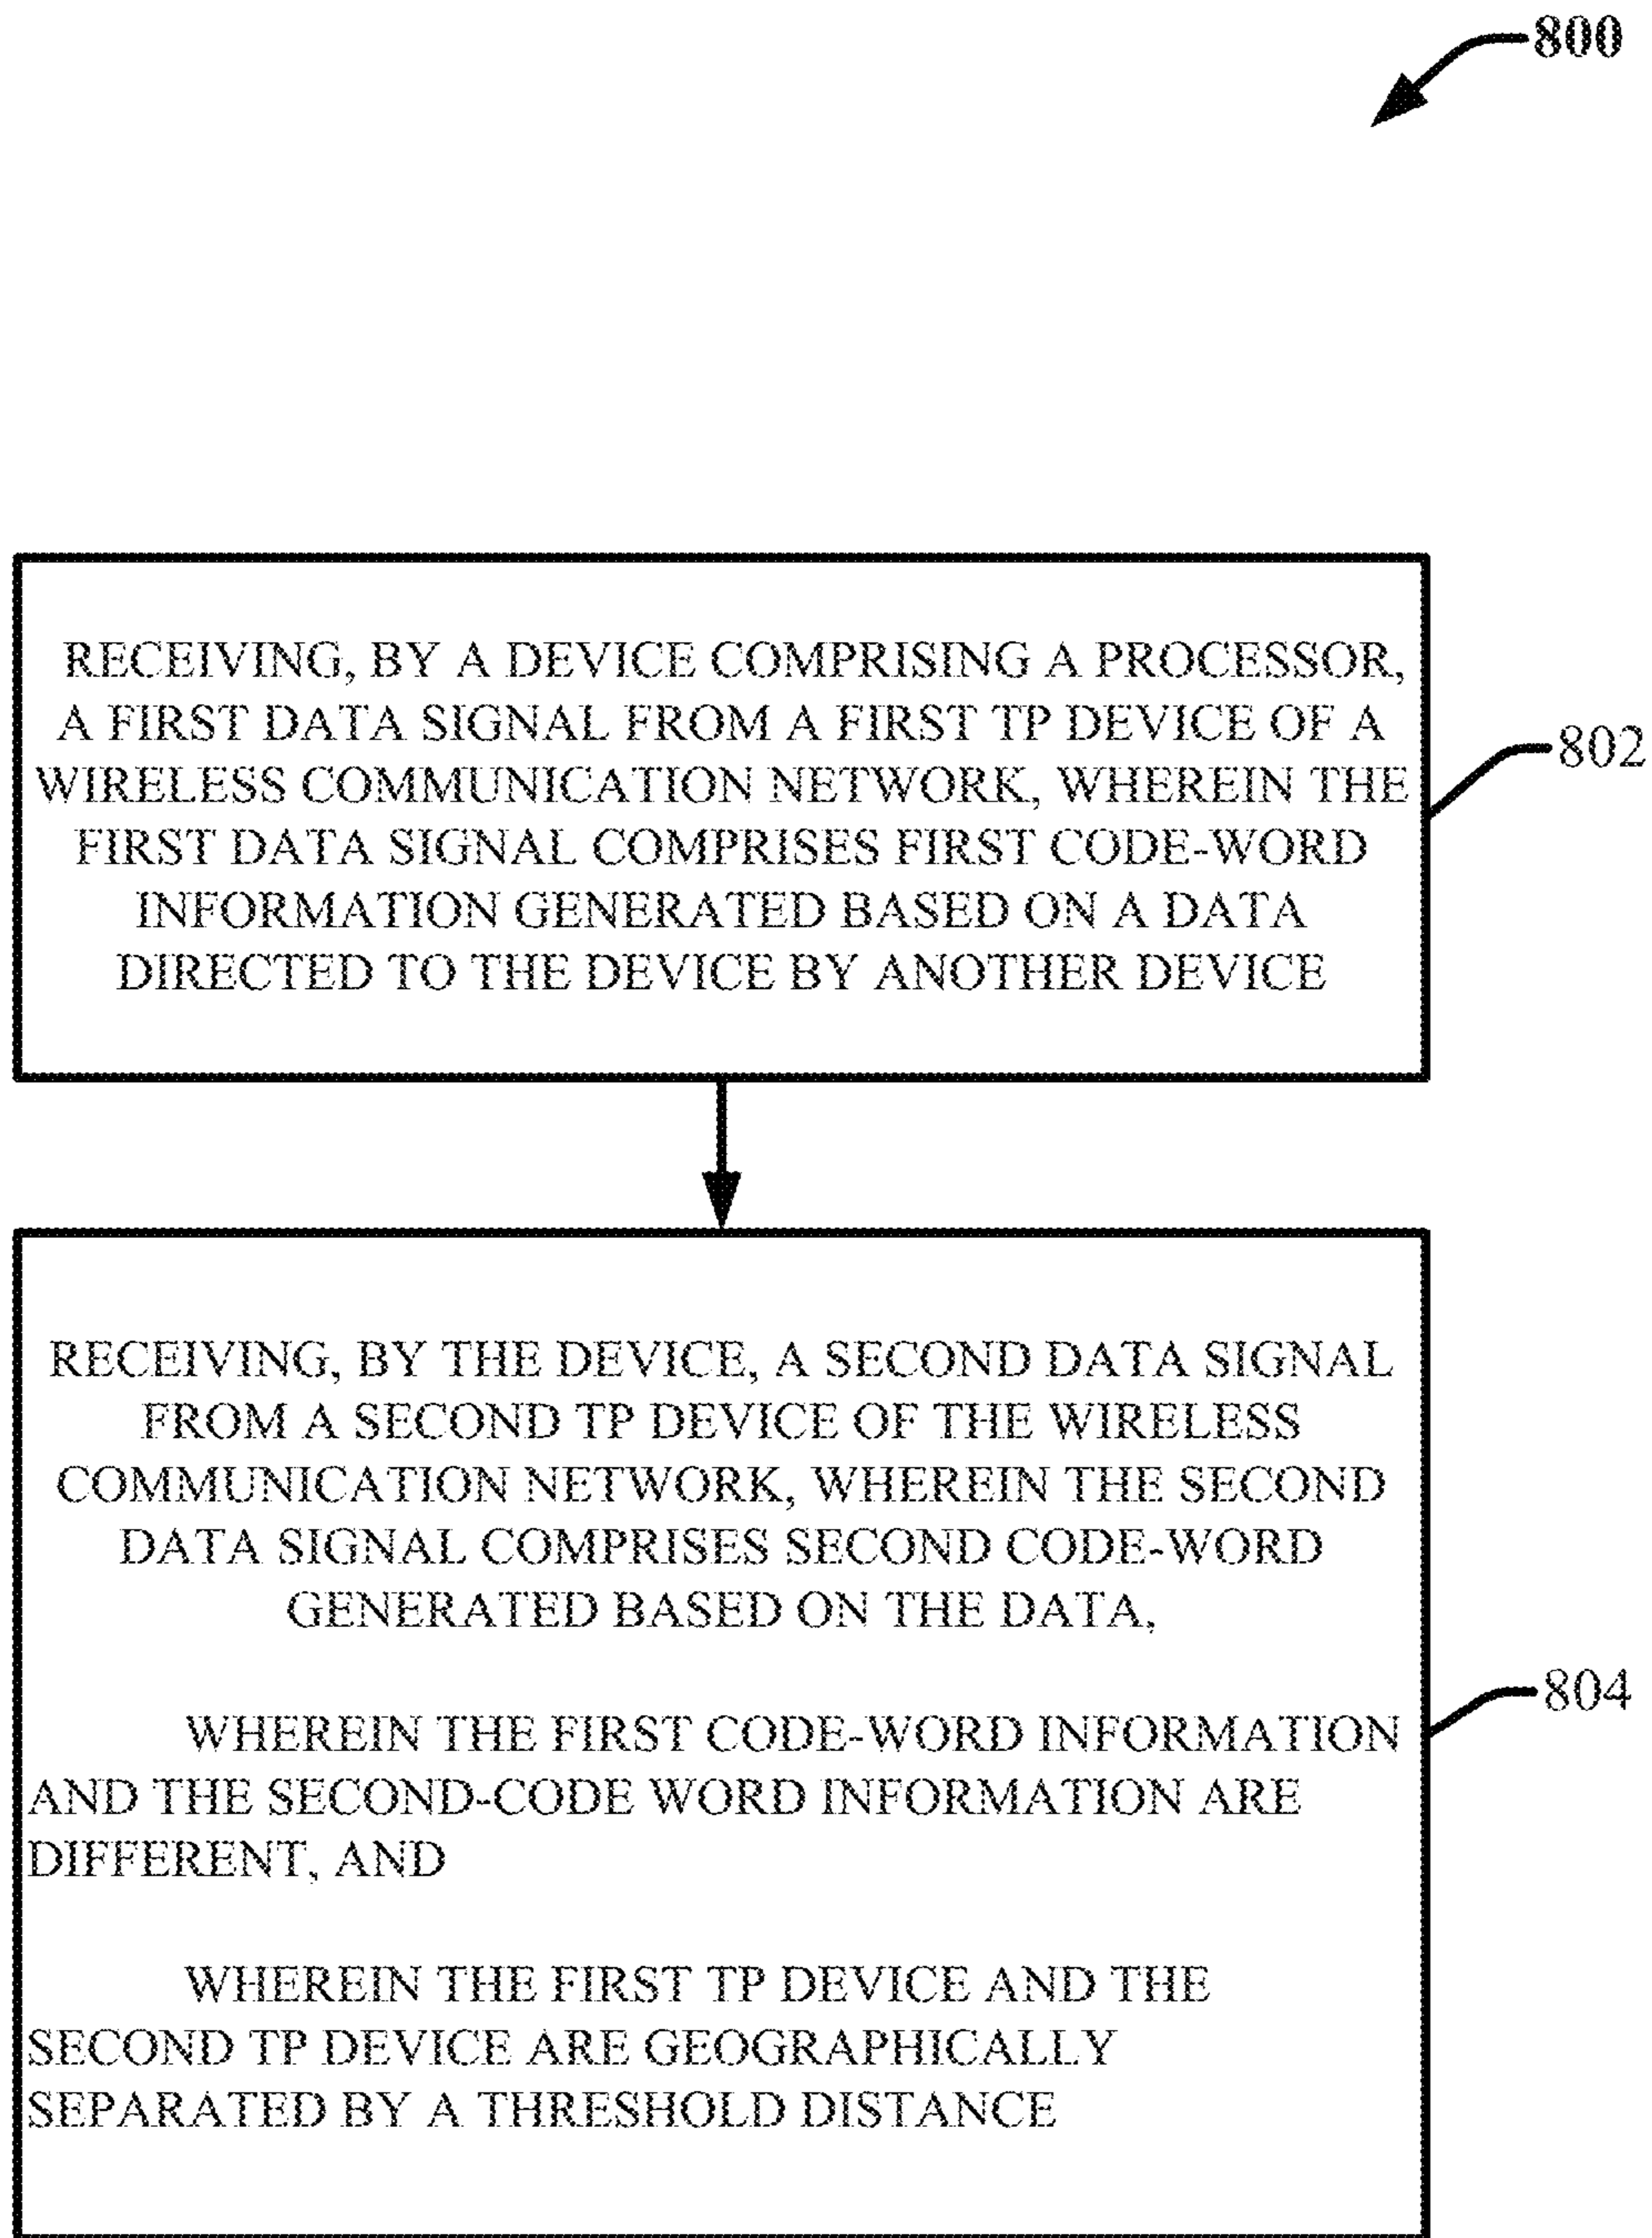 800
RECEIVING, BY A DEVICE COMPRISING A PROCESSOR,
A FIRST DATA SIGNAL FROM A FIRST TP DEVICE OF A
WIRELESS COMMUNICATION NETWORK, WHEREIN THE
FIRST DATA SIGNAL COMPRISES FIRST CODE-WORD
INFORMATION GENERATED BASED ON A DATA
DIRECTED TO THE DEVICE BY ANOTHER DEVICE
802
RECEIVING, BY THE DEVICE, A SECOND DATA SIGNAL
FROM A SECOND TP DEVICE OF THE WIRELESS
COMMUNICATION NETWORK, WHEREIN THE SECOND
DATA SIGNAL COMPRISES SECOND CODE-WORD
GENERATED BASED ON THE DATA,
WHEREIN THE FIRST CODE-WORD INFORMATION
AND THE SECOND-CODE WORD INFORMATION ARE
DIFFERENT, AND
WHEREIN THE FIRST TP DEVICE AND THE
SECOND TP DEVICE ARE GEOGRAPHICALLY
SEPARATED BY A THRESHOLD DISTANCE
804